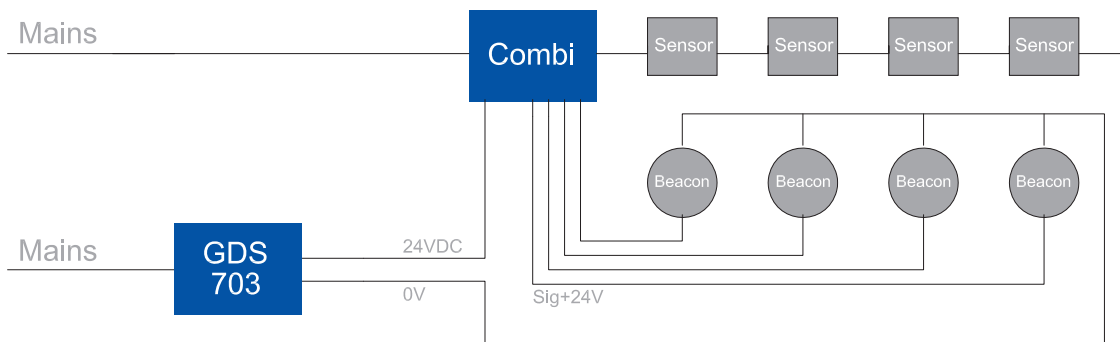 Mains
Combi
Sensor
Sensor
Sensor
Sensor
Beacon
Beacon
Beacon
Beacon
Mains
GDS
703
24VDC
0V
Sig+24V